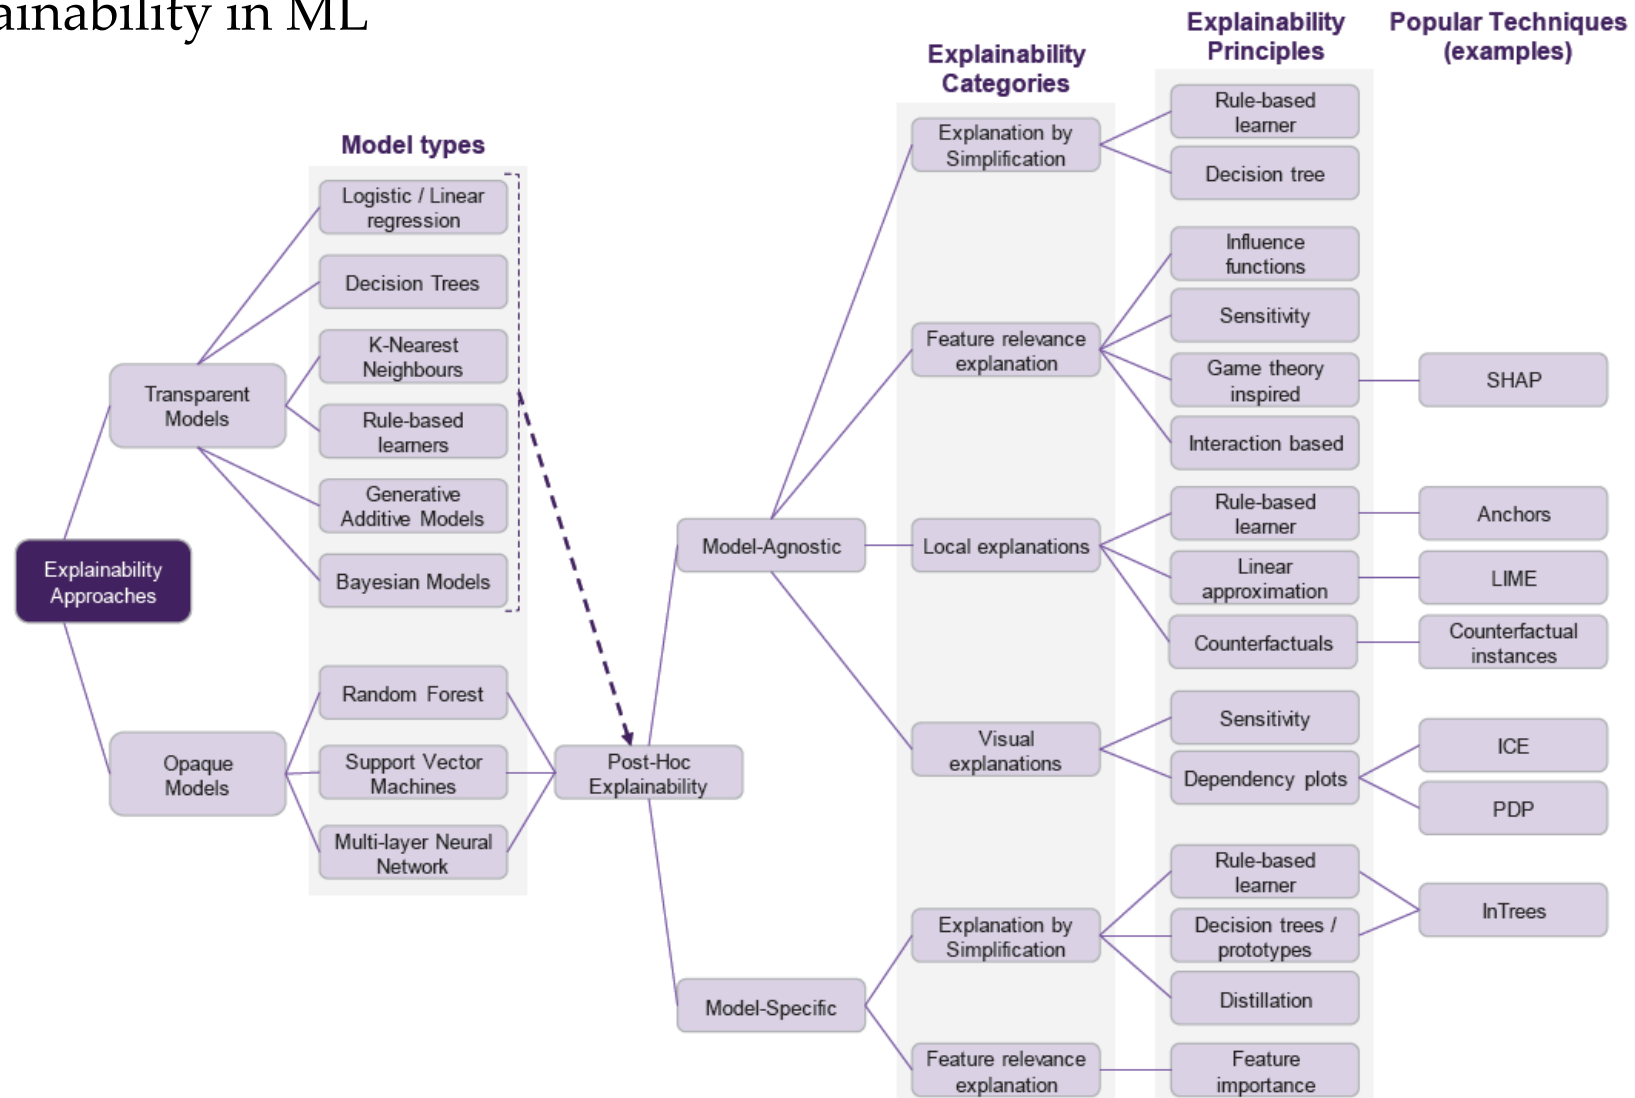 ainability in ML
Explainability
Principles
Popular Techniques
(examples)
Explainability
Categories
Model types
Explainability
Approaches
Transparent
Models
Opaque
Models
Logistic / Linear
regression
Decision Trees
K-Nearest
Neighbours
Rule-based
learners
Generative
Additive Models
Bayesian Models
Random Forest
Support Vector
Machines
Multi-layer Neural
Network
Post-Hoc
Explainability
Model-Agnostic
Model-Specific
Explanation by
Simplification
Feature relevance
explanation
Local explanations
Visual
explanations
Explanation by
Simplification
Feature relevance
explanation
Rule-based
learner
Decision tree
Influence
functions
Sensitivity
Game theory
inspired
Interaction based
Rule-based
learner
Linear
approximation
Counterfactuals
Sensitivity
Dependency plots
Rule-based
learner
Decision trees /
prototypes
Distillation
Feature
importance
SHAP
Anchors
LIME
Counterfactual
instances
ICE
PDP
InTrees